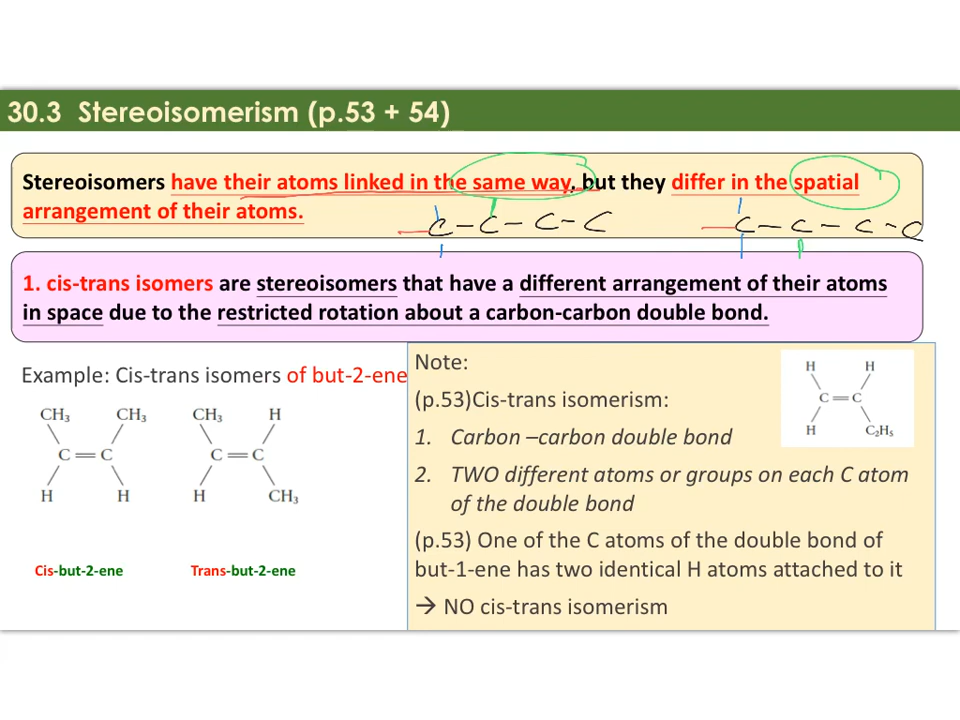 30.3 Stereoisomerism (p.53 + 54)
Stereoisomers have their atoms linked in the same way, but they differ in the spatial
arrangement of their atoms.
C – C – C – C
C – C – C – C
1. cis-trans isomers are stereoisomers that have a different arrangement of their atoms
in space due to the restricted rotation about a carbon-carbon double bond.
Example: Cis-trans isomers of but-2-ene
CH₃ CH₃
C = C
H H
Cis-but-2-ene
CH₃ H
C = C
H CH₃
Trans-but-2-ene
Note:
(p.53)Cis-trans isomerism:
1. Carbon –carbon double bond
2. TWO different atoms or groups on each C atom
of the double bond
(p.53) One of the C atoms of the double bond of
but-1-ene has two identical H atoms attached to it
→ NO cis-trans isomerism
H H
C = C
H C₂H₅